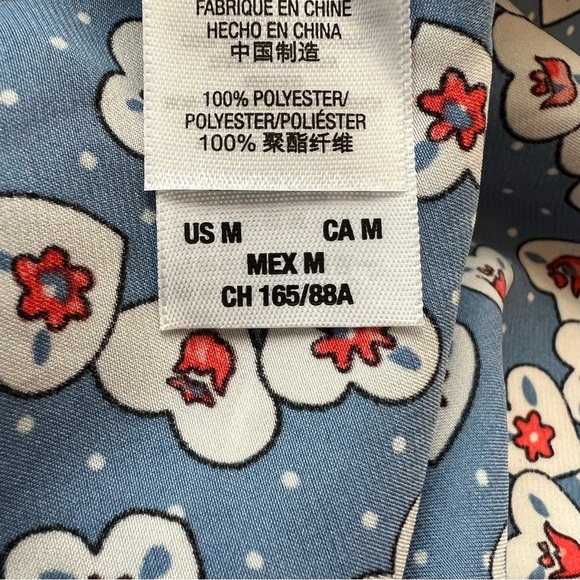 FABRIQUÉ EN CHINE
HECHO EN CHINA
中国制造
100% POLYESTER/
POLYESTER/POLIÉSTER
100% 聚酯纤维
US M CA M
MEX M
CH 165/88A